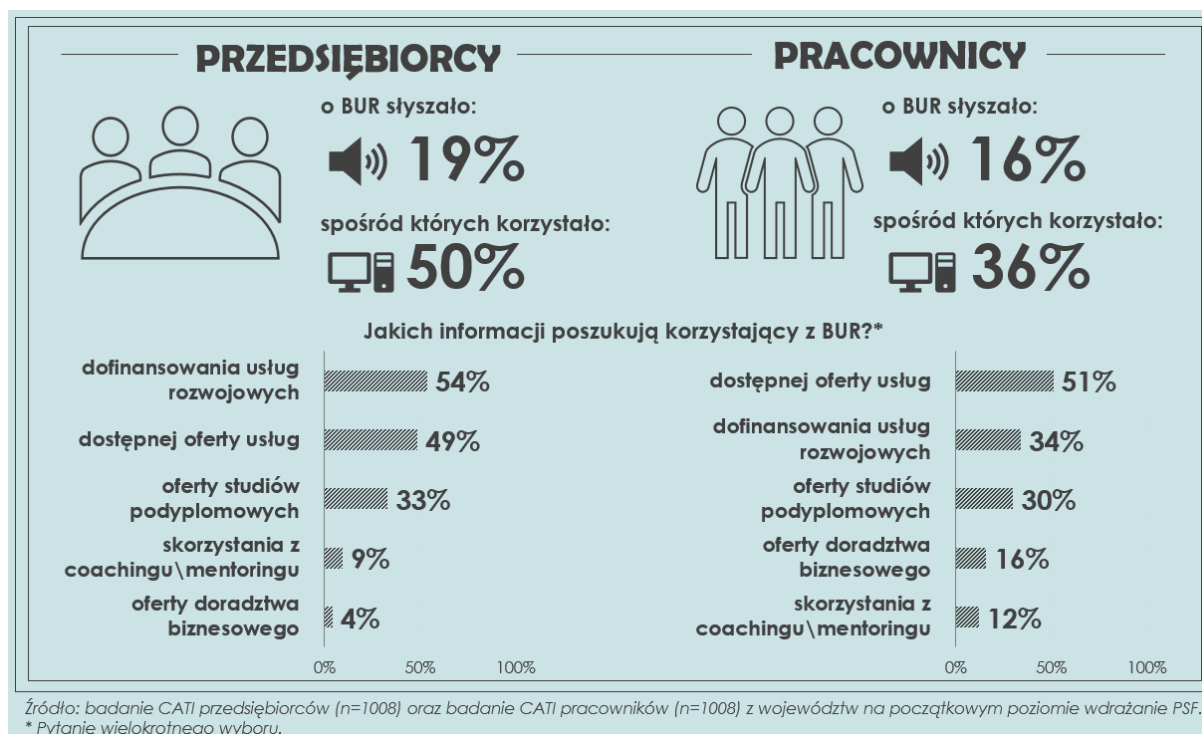 PRZEDSIĘBIORCY
o BUR słyszało:
19%
spośród których korzystało:
50%
PRACOWNICY
o BUR słyszało:
16%
spośród których korzystało:
36%
Jakich informacji poszukują korzystający z BUR?*
dofinansowania usług
rozwojowych
54%
dostępnej oferty usług
49%
oferty studiów
podyplomowych
33%
skorzystania z
coachingu\mentoringu
9%
oferty doradztwa
biznesowego
4%
0% 50% 100%
dostępnej oferty usług
51%
dofinansowania usług
rozwojowych
34%
oferty studiów
podyplomowych
30%
oferty doradztwa
biznesowego
16%
skorzystania z
coachingu\mentoringu
12%
0% 50% 100%
Źródło: badanie CATI przedsiębiorców (n=1008) oraz badanie CATI pracowników (n=1008) z województw na początkowym poziomie wdrażanie PSF.
* Pytanie wielokrotnego wyboru.